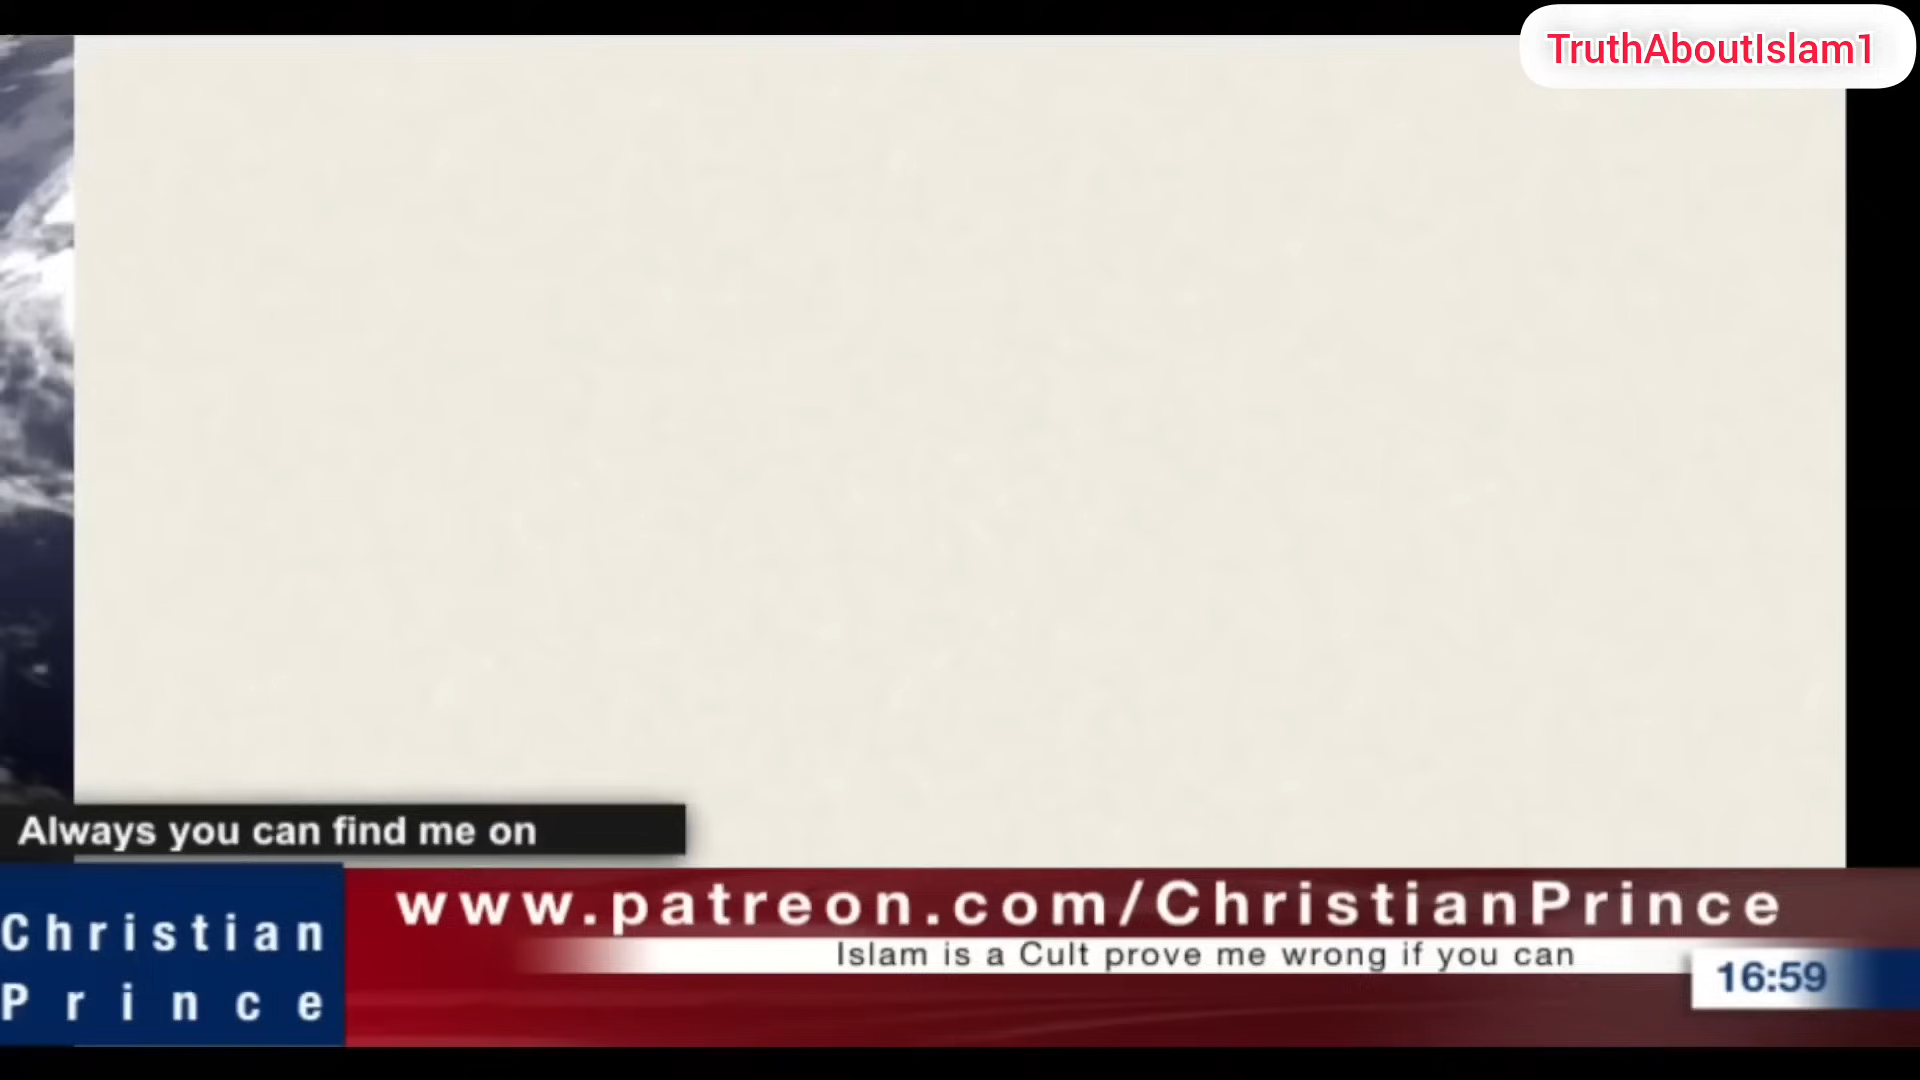 TruthAboutIslam1
Always you can find me on
www.patreon.com/ChristianPrince
Islam is a Cult prove me wrong if you can
Christian
Prince
16:59